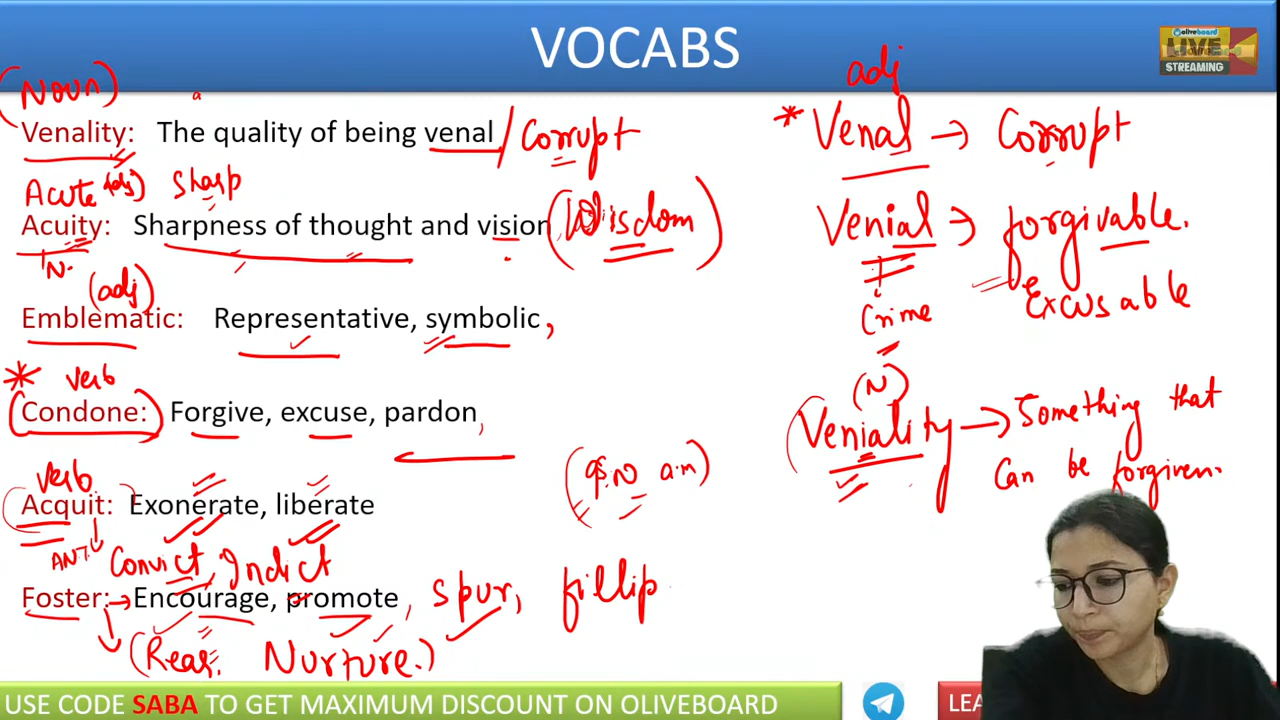 VOCABS
oliveboard
LIVE
STREAMING
(Noun)
adj
Venality: The quality of being venal / Corrupt
* Venal → Corrupt
Acute (adj) Sharp
Acuity: Sharpness of thought and vision, (Wisdom)
Venial → forgivable.
N.
Excusable
Crime
(adj)
Emblematic: Representative, symbolic,
* Verb
(N)
Condone: Forgive, excuse, pardon,
Veniality → Something that
can be forgiven.
Verb
Acquit: Exonerate, liberate
ANT. Convict, Indict
Foster: → Encourage, promote, spur, fillip
(Rear. Nurture.)
USE CODE SABA TO GET MAXIMUM DISCOUNT ON OLIVEBOARD
LEA